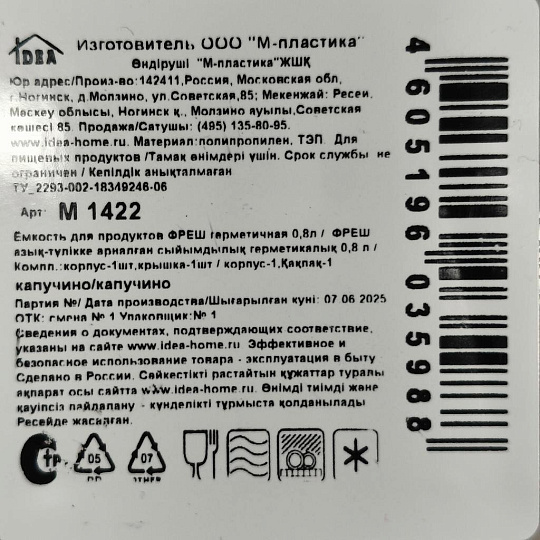 IDEA
Изготовитель ООО "М-пластика"
Өндіруші "М-пластика"ЖШҚ
Юр адрес/Произ-во:142411,Россия, Московская обл,
г.Ногинск, д.Молзино, ул.Советская,85; Мекенжай: Ресей,
Мәскеу облысы, Ногинск қ., Молзино ауылы,Советская
көшесі 85. Продажа/Сатушы: (495) 135-80-95.
www.idea-home.ru. Материал:полипропилен, ТЭП. Для
пищевых продуктов /Тамақ өнімдері үшін. Срок службы не
ограничен / Кепілдік анықталмаған
ТУ_2293-002-18349246-06
Арт: М 1422
Ёмкость для продуктов ФРЕШ герметичная 0,8л / ФРЕШ
азық-түлікке арналған сыйымдылық герметикалық 0,8 л /
Компл.:корпус-1шт,крышка-1шт / корпус-1,Қақпақ-1
капучино/капучино
Партия №/ Дата производства/Шығарылған күні: 07 06 2025
ОТК: смена № 1 Упаковщик:№ 1
Сведения о документах, подтверждающих соответствие,
указаны на сайте www.idea-home.ru Эффективное и
безопасное использование товара - эксплуатация в быту
Сделано в России. Сәйкестікті растайтын құжаттар туралы
ақпарат осы сайтта www.idea-home.ru. Өнімді тиімді және
қауіпсіз пайдалану - күнделікті тұрмыста қолданылады
Ресейде жасалған.
05
07
4 605196 035988